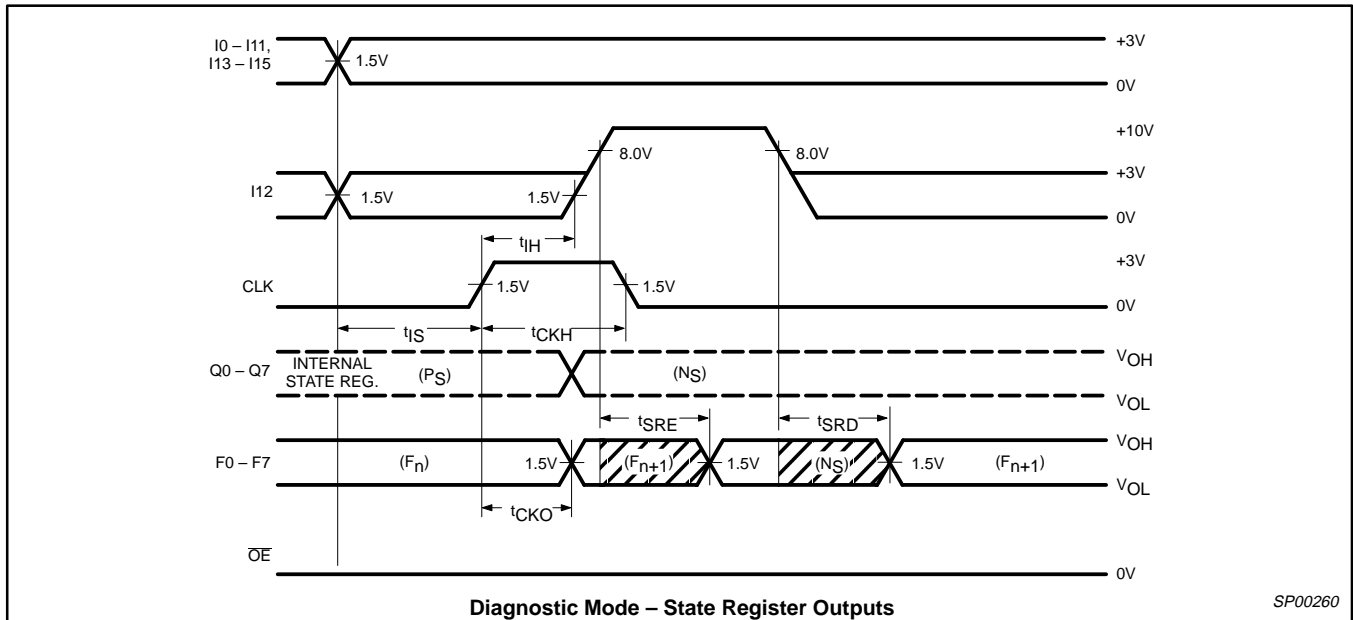 I0 – I11,
I13 – I15
1.5V
+3V
0V
+10V
8.0V
8.0V
+3V
I12
1.5V
1.5V
0V
tIH
+3V
CLK
1.5V
1.5V
0V
tIS
tCKH
VOH
Q0 – Q7
INTERNAL
STATE REG.
(PS)
(NS)
VOL
tSRE
tSRD
VOH
F0 – F7
(Fn)
1.5V
(Fn+1)
1.5V
(NS)
1.5V
(Fn+1)
VOL
tCKO
OE
0V
Diagnostic Mode – State Register Outputs
SP00260